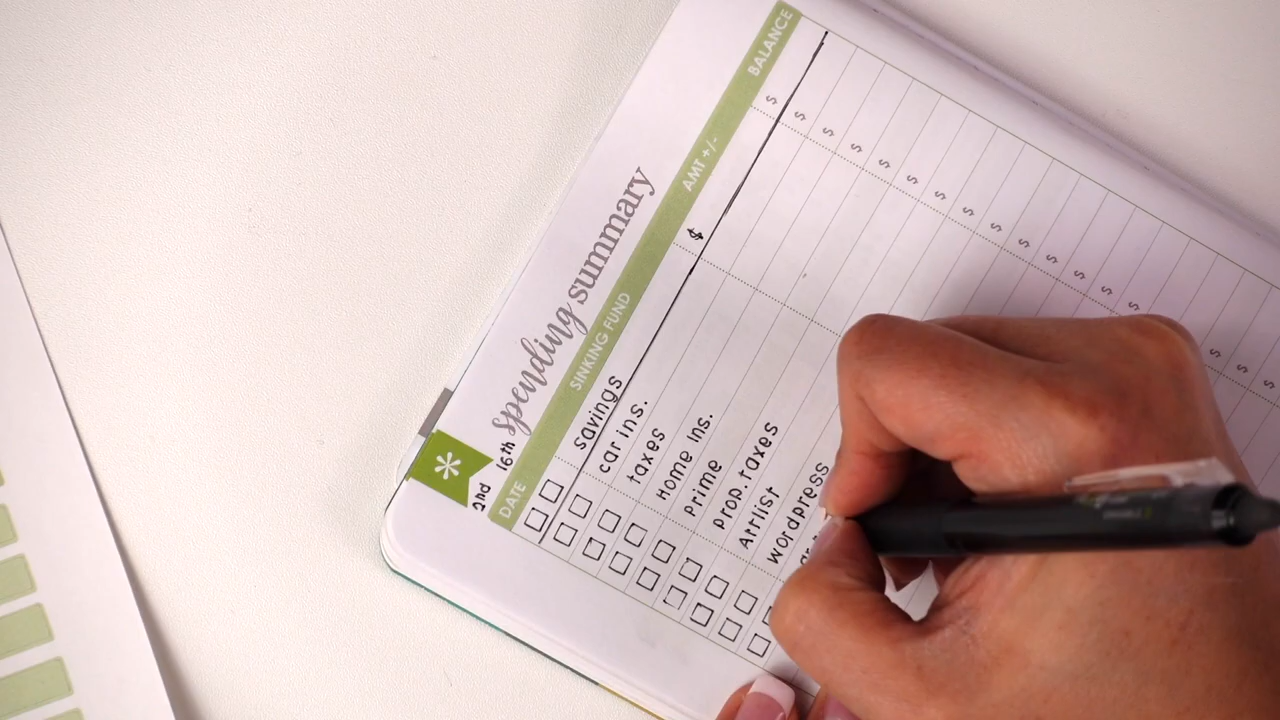 spending summary
2nd 16th
DATE SINKING FUND AMT +/- BALANCE
savings $ $
car ins. $
taxes $
Home Ins. $
prime $
prop. taxes $
Artlist $
wordpress $
$
$
$
$
$
$
$
$
$